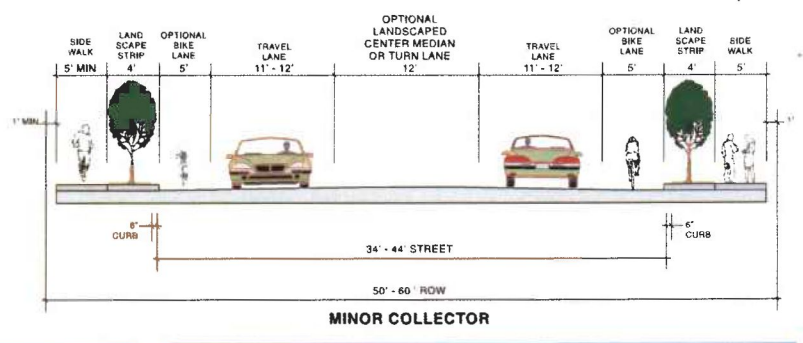 SIDE
WALK
5' MIN
LAND
SCAPE
STRIP
4'
OPTIONAL
BIKE
LANE
5'
TRAVEL
LANE
11' - 12'
OPTIONAL
LANDSCAPED
CENTER MEDIAN
OR TURN LANE
12'
TRAVEL
LANE
11' - 12'
OPTIONAL
BIKE
LANE
5'
LAND
SCAPE
STRIP
4'
SIDE
WALK
5'
1' MIN
1'
6"
CURB
6"
CURB
34' - 44' STREET
50' - 60' ROW
MINOR COLLECTOR